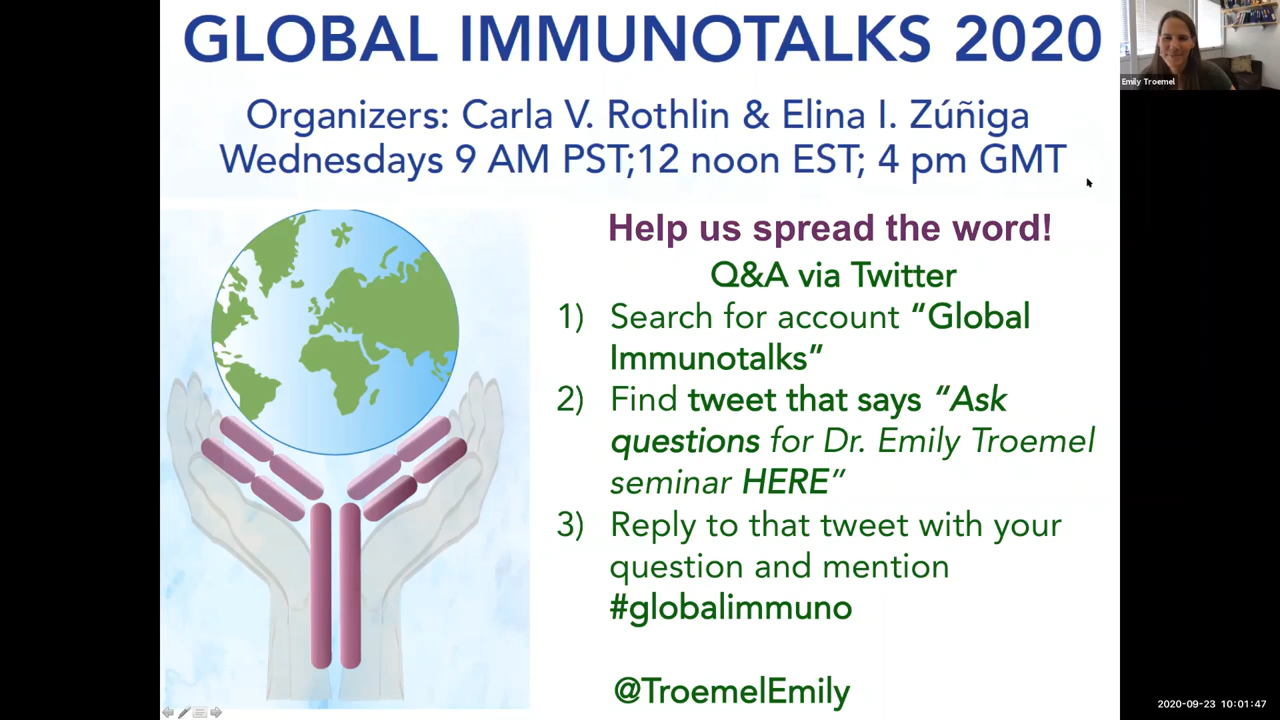 GLOBAL IMMUNOTALKS 2020
Emily Troemel
Organizers: Carla V. Rothlin & Elina I. Zúñiga
Wednesdays 9 AM PST;12 noon EST; 4 pm GMT
Help us spread the word!
Q&A via Twitter
1) Search for account “Global
Immunotalks”
2) Find tweet that says “Ask
questions for Dr. Emily Troemel
seminar HERE”
3) Reply to that tweet with your
question and mention
#globalimmuno
@TroemelEmily
2020-09-23 10:01:47